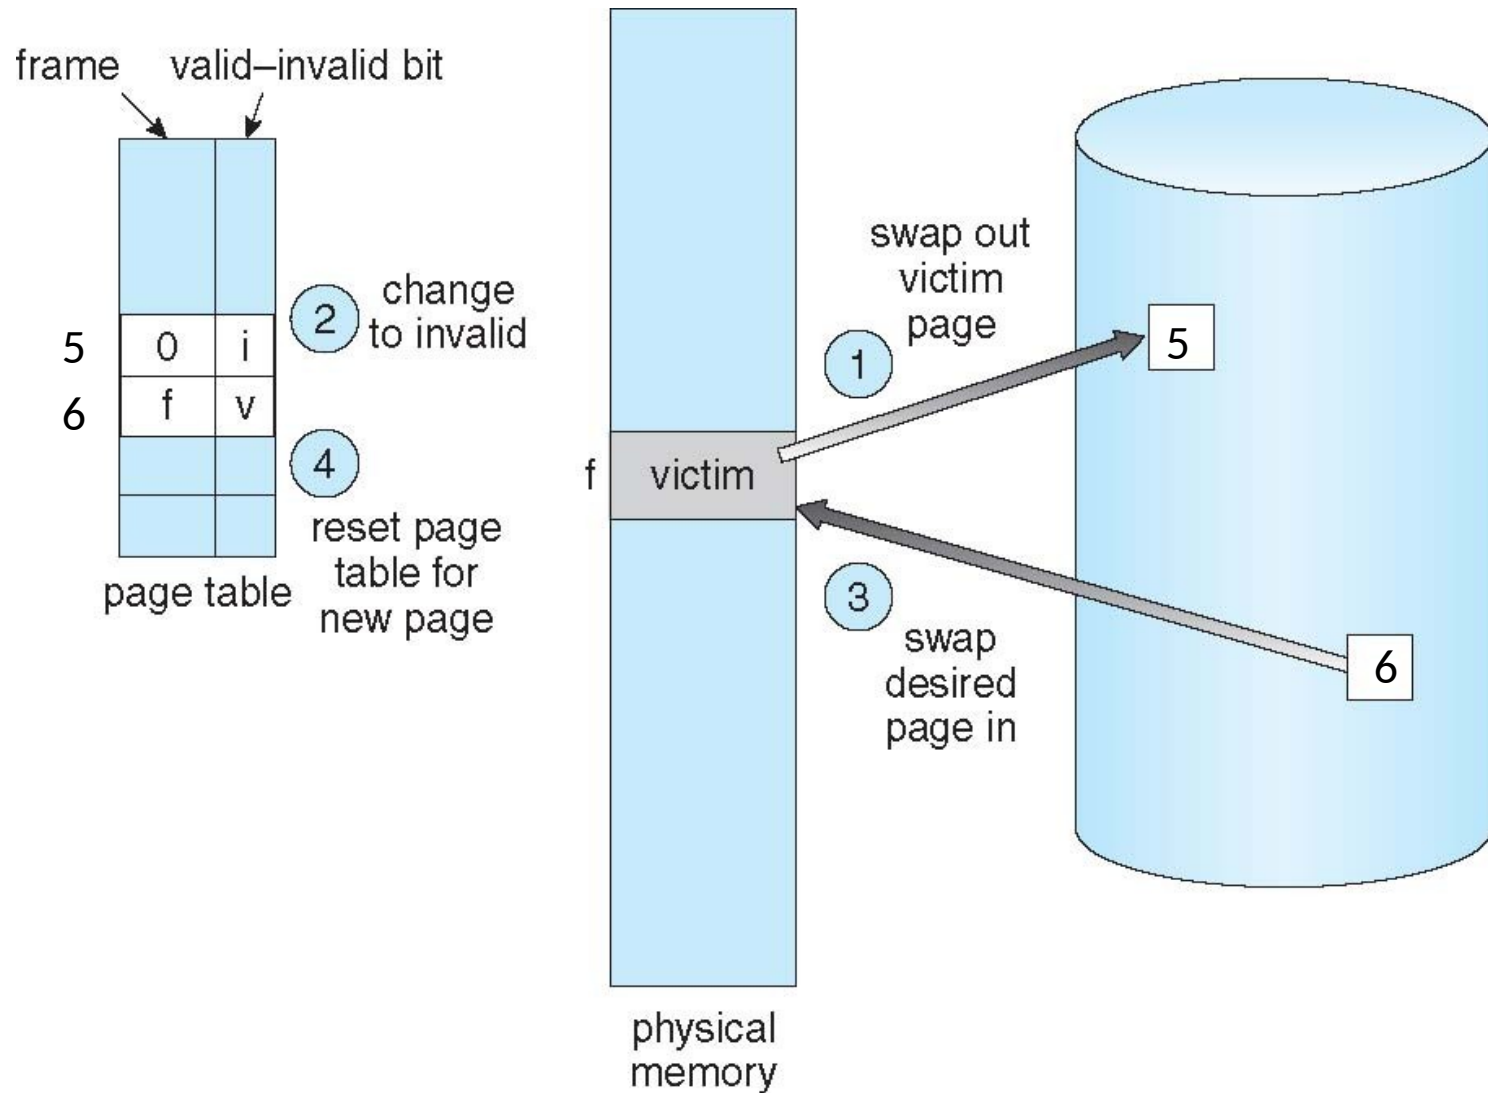 frame
valid–invalid bit
5
0
i
6
f
v
page table
2
change
to invalid
4
reset page
table for
new page
f
victim
physical
memory
swap out
victim
page
1
5
3
swap
desired
page in
6